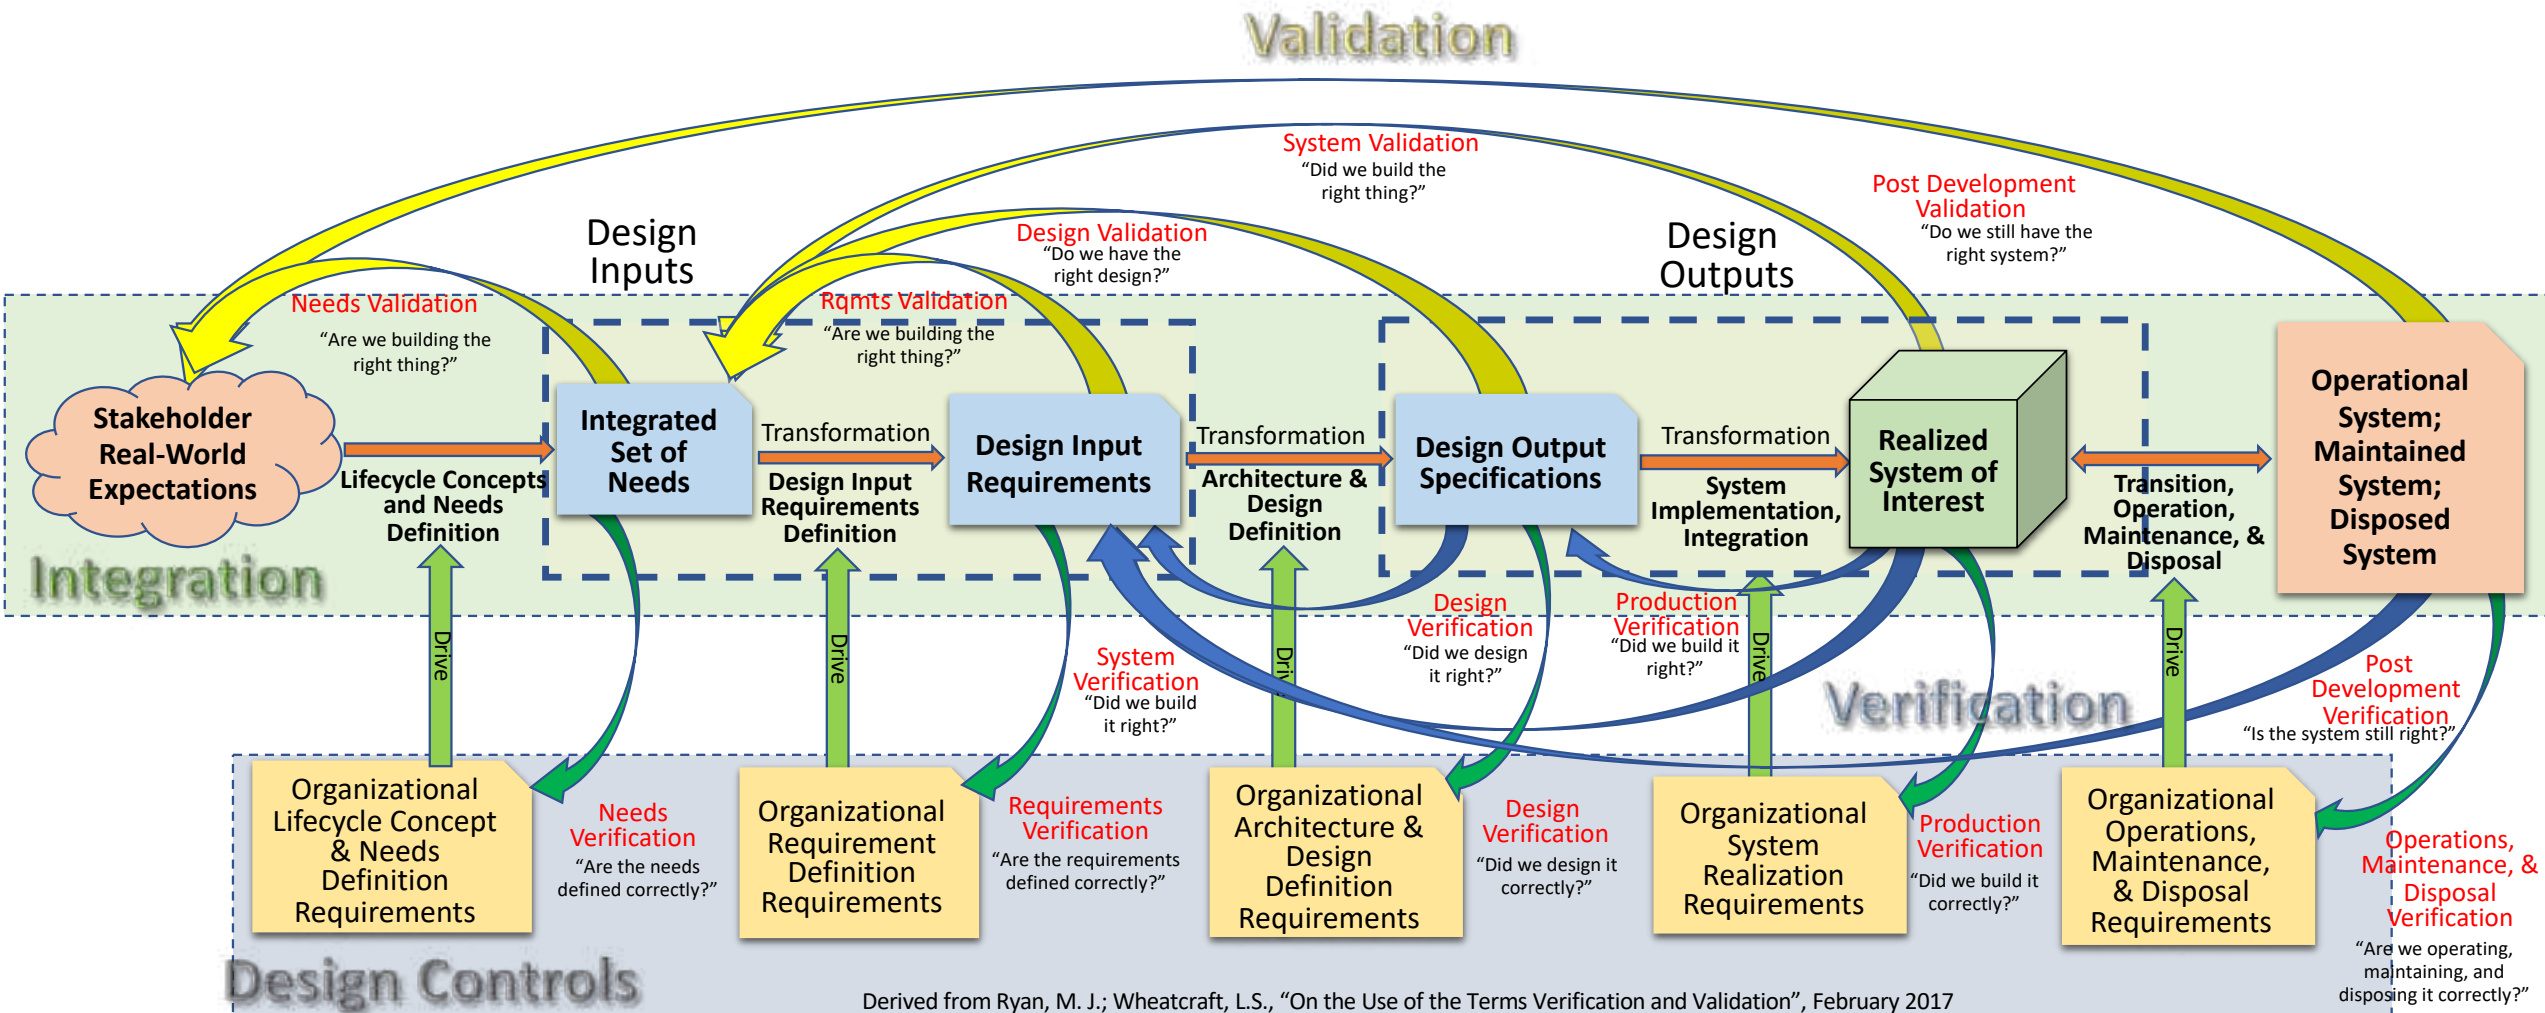 Validation
System Validation
“Did we build the
right thing?”
Post Development
Validation
“Do we still have the
right system?”
Design
Inputs
Design Validation
“Do we have the
right design?”
Design
Outputs
Needs Validation
“Are we building the
right thing?”
Rqmts Validation
“Are we building the
right thing?”
Stakeholder
Real-World
Expectations
Lifecycle Concepts
and Needs
Definition
Integrated
Set of
Needs
Transformation
Design Input
Requirements
Definition
Design Input
Requirements
Transformation
Architecture &
Design
Definition
Design Output
Specifications
Transformation
System
Implementation,
Integration
Realized
System of
Interest
Transition,
Operation,
Maintenance, &
Disposal
Operational
System;
Maintained
System;
Disposed
System
Integration
Drive
Drive
Drive
Drive
Drive
System
Verification
“Did we build
it right?”
Design
Verification
“Did we design
it right?”
Production
Verification
“Did we build it
right?”
Verification
Post
Development
Verification
“Is the system still right?”
Organizational
Lifecycle Concept
& Needs
Definition
Requirements
Needs
Verification
“Are the needs
defined correctly?”
Organizational
Requirement
Definition
Requirements
Requirements
Verification
“Are the requirements
defined correctly?”
Organizational
Architecture &
Design
Definition
Requirements
Design
Verification
“Did we design it
correctly?”
Organizational
System
Realization
Requirements
Production
Verification
“Did we build it
correctly?”
Organizational
Operations,
Maintenance,
& Disposal
Requirements
Operations,
Maintenance, &
Disposal
Verification
“Are we operating,
maintaining, and
disposing it correctly?”
Design Controls
Derived from Ryan, M. J.; Wheatcraft, L.S., “On the Use of the Terms Verification and Validation”, February 2017